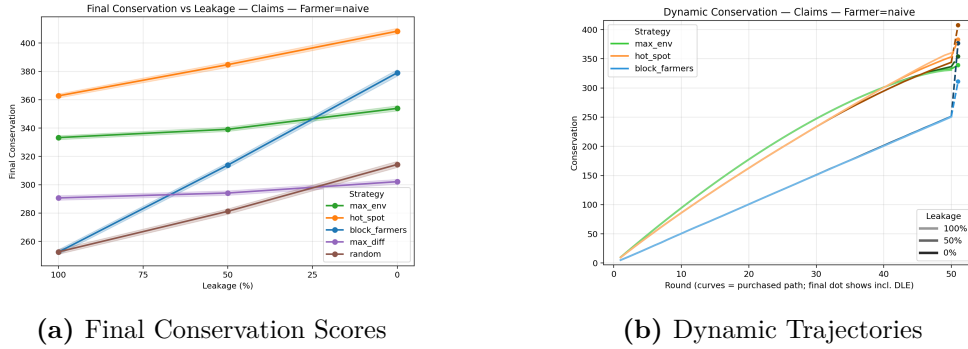 Final Conservation vs Leakage — Claims — Farmer=naive
Final Conservation
400
380
360
340
320
300
280
260
100
75
50
25
0
Leakage (%)
Strategy
max_env
hot_spot
block_farmers
max_diff
random
(a) Final Conservation Scores
Dynamic Conservation — Claims — Farmer=naive
Conservation
400
350
300
250
200
150
100
50
0
0
10
20
30
40
50
Round (curves = purchased path; final dot shows incl. DLE)
Strategy
max_env
hot_spot
block_farmers
Leakage
100%
50%
0%
(b) Dynamic Trajectories